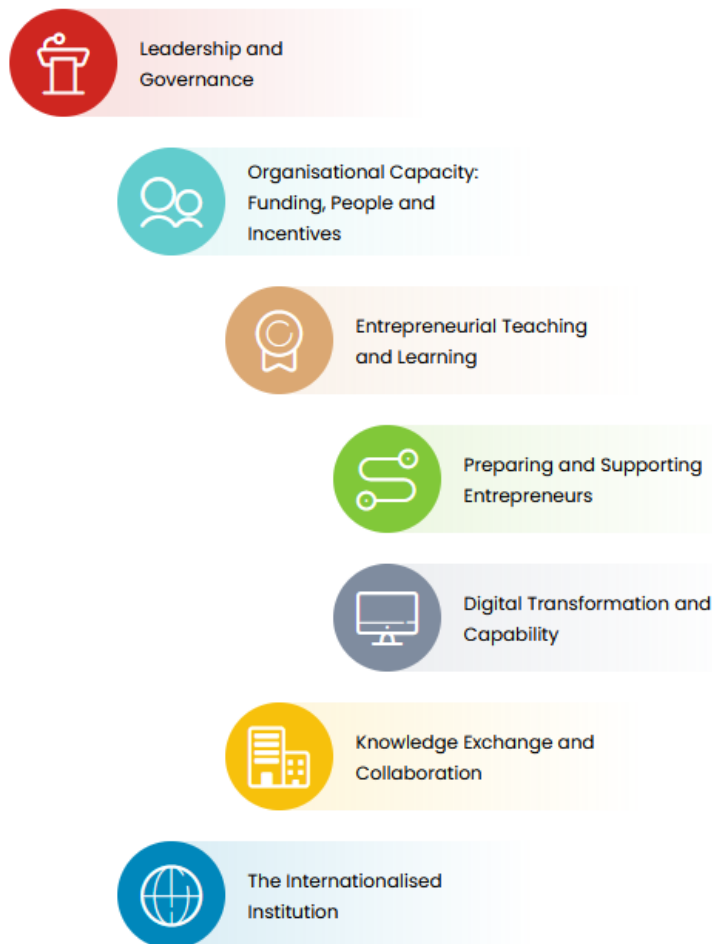 Leadership and
Governance
Organisational Capacity:
Funding, People and
Incentives
Entrepreneurial Teaching
and Learning
Preparing and Supporting
Entrepreneurs
Digital Transformation and
Capability
Knowledge Exchange and
Collaboration
The Internationalised
Institution